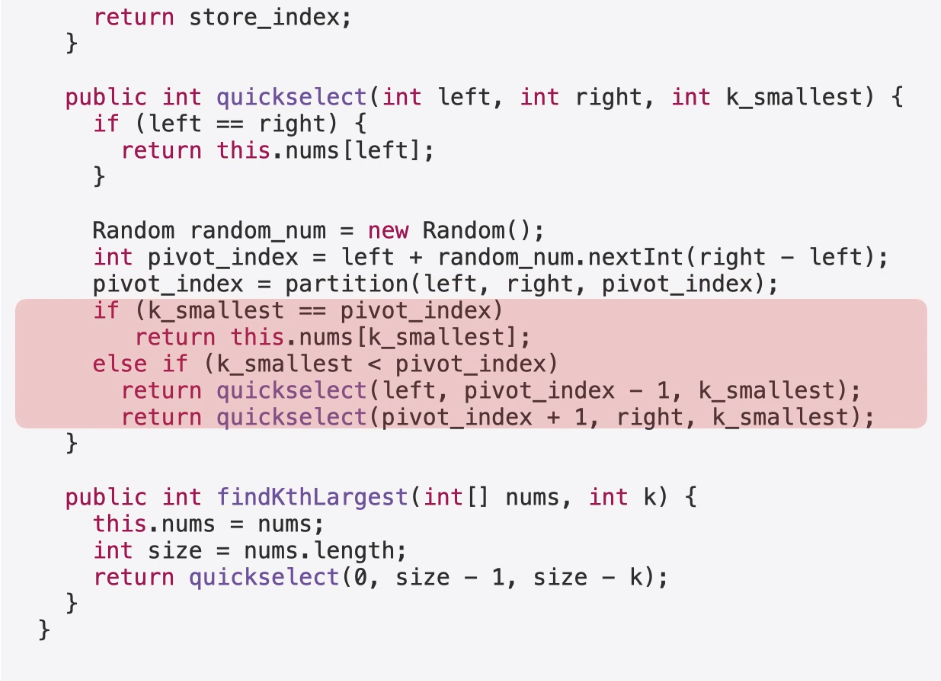 return store_index;
}
public int quickselect(int left, int right, int k_smallest) {
if (left == right) {
return this.nums[left];
}
Random random_num = new Random();
int pivot_index = left + random_num.nextInt(right - left);
pivot_index = partition(left, right, pivot_index);
if (k_smallest == pivot_index)
return this.nums[k_smallest];
else if (k_smallest < pivot_index)
return quickselect(left, pivot_index - 1, k_smallest);
return quickselect(pivot_index + 1, right, k_smallest);
}
public int findKthLargest(int[] nums, int k) {
this.nums = nums;
int size = nums.length;
return quickselect(0, size - 1, size - k);
}
}